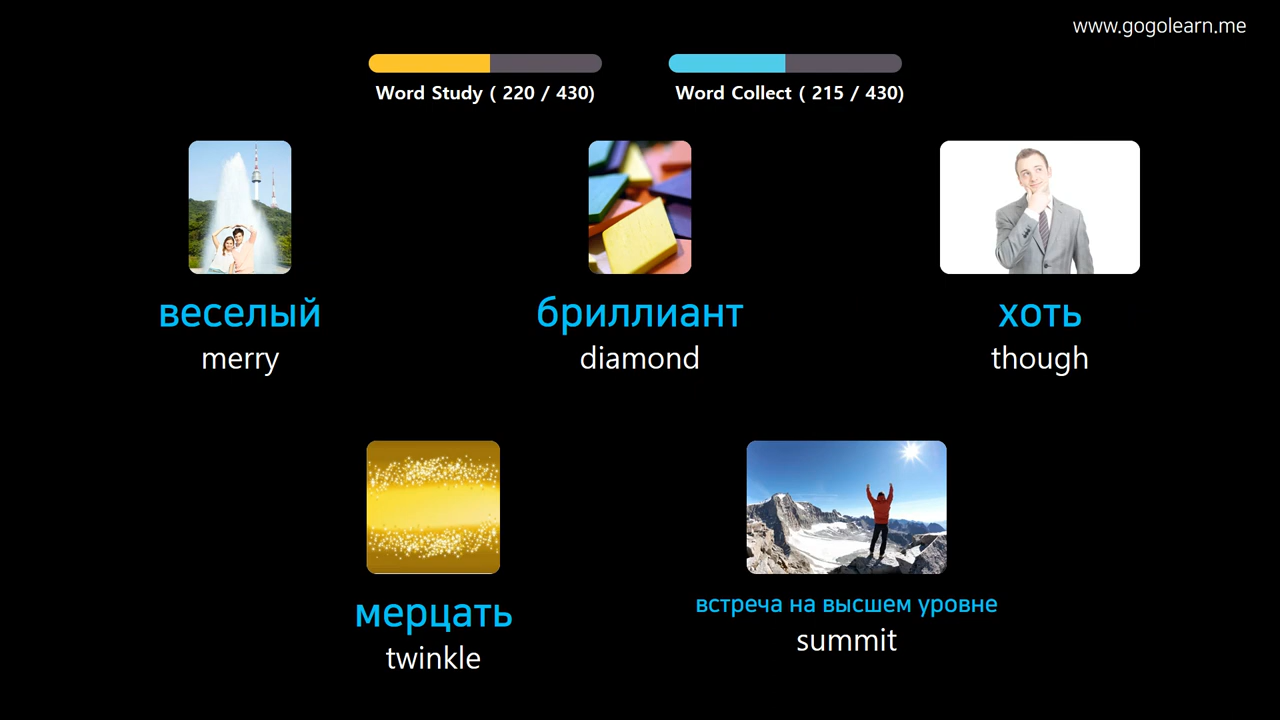 www.gogolearn.me
Word Study ( 220 / 430)
Word Collect ( 215 / 430)
веселый
merry
бриллиант
diamond
хоть
though
мерцать
twinkle
встреча на высшем уровне
summit